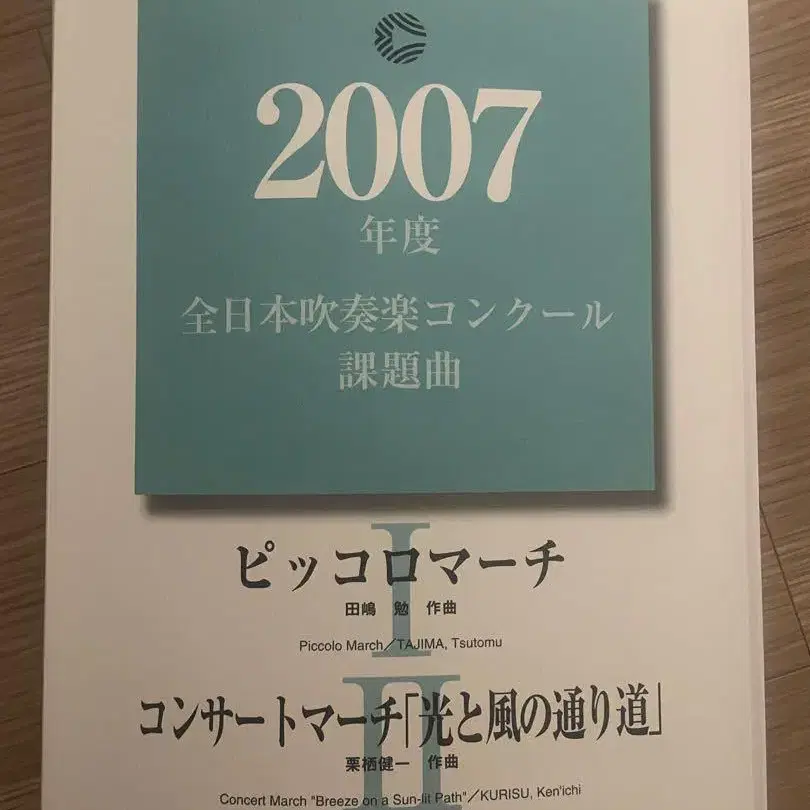 2007
年度
全日本吹奏楽コンクール
課題曲
I
ピッコロマーチ
田嶋 勉 作曲
Piccolo March／TAJIMA, Tsutomu
II
コンサートマーチ「光と風の通り道」
栗栖健一 作曲
Concert March "Breeze on a Sun-lit Path"／KURISU, Ken'ichi